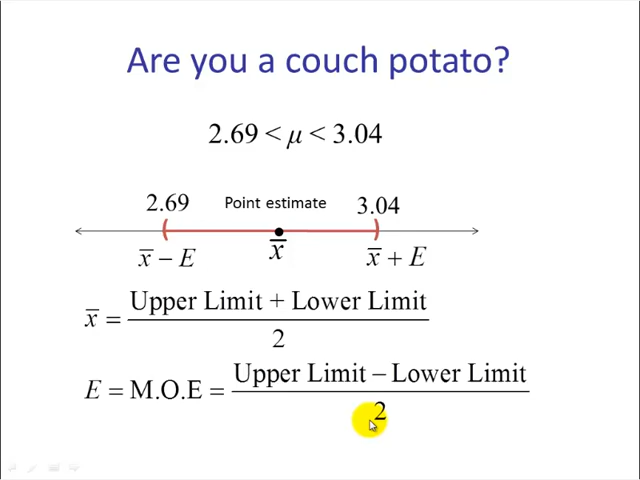 Are you a couch potato?
2.69 < μ < 3.04
2.69 Point estimate 3.04
x̅ − E x̅ x̅ + E
x̅ = Upper Limit + Lower Limit
2
E = M.O.E = Upper Limit − Lower Limit
2